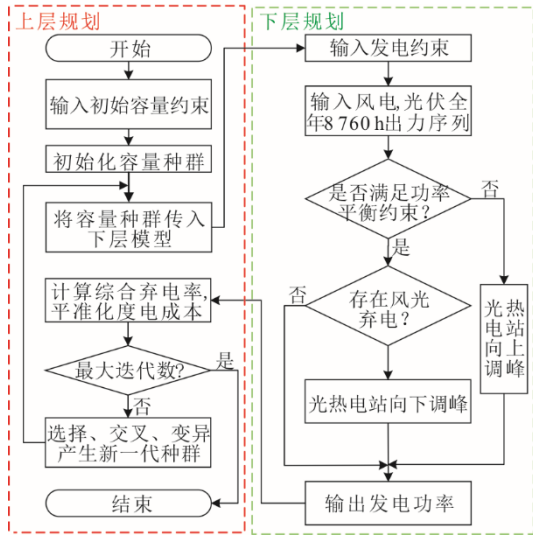 上层规划
开始
输入初始容量约束
初始化容量种群
将容量种群传入
下层模型
计算综合弃电率,
平准化度电成本
最大迭代数?
是
否
选择、交叉、变异
产生新一代种群
结束
下层规划
输入发电约束
输入风电,光伏全
年8 760 h出力序列
是否满足功率
平衡约束?
否
是
存在风光
弃电?
否
光热
电站
向上
调峰
光热电站向下调峰
输出发电功率